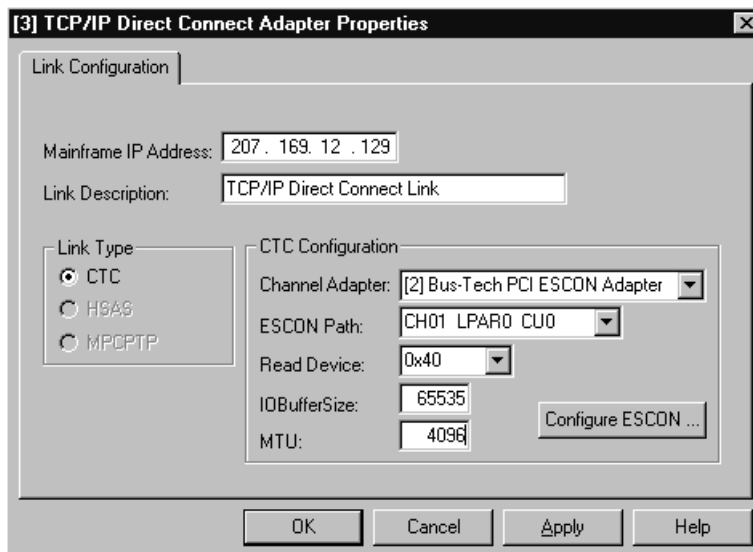 [3] TCP/IP Direct Connect Adapter Properties
Link Configuration
Mainframe IP Address: 207 . 169. 12 . 129
Link Description: TCP/IP Direct Connect Link
Link Type
CTC
HSAS
MPCPTP
CTC Configuration
Channel Adapter: [2] Bus-Tech PCI ESCON Adapter
ESCON Path: CH01 LPAR0 CU0
Read Device: 0x40
IOBufferSize: 65535
MTU: 4096
Configure ESCON ...
OK Cancel Apply Help